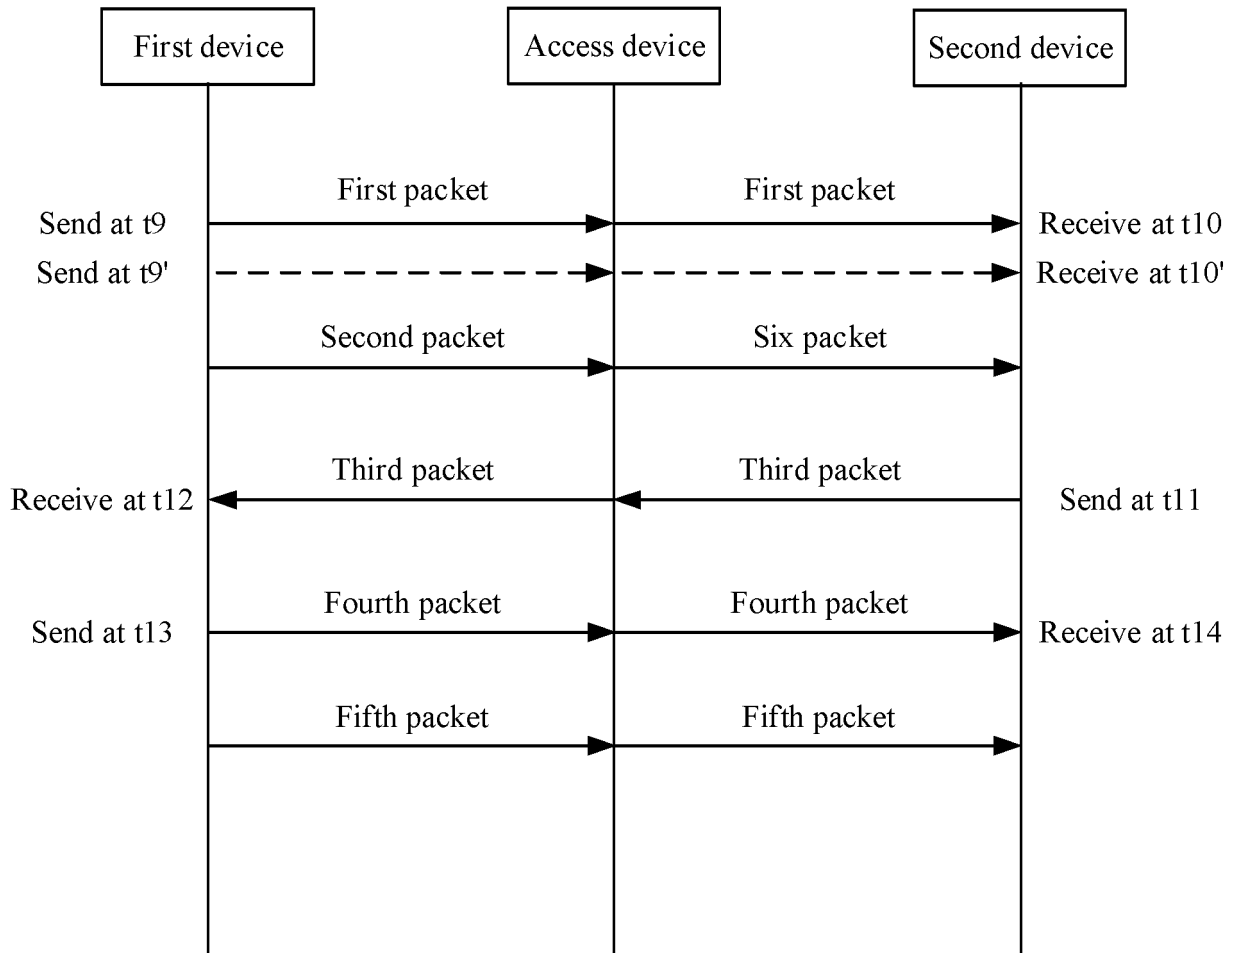 First device
Access device
Second device
First packet
First packet
Send at t9
Receive at t10
Send at t9'
Receive at t10'
Second packet
Six packet
Third packet
Third packet
Receive at t12
Send at t11
Fourth packet
Fourth packet
Send at t13
Receive at t14
Fifth packet
Fifth packet